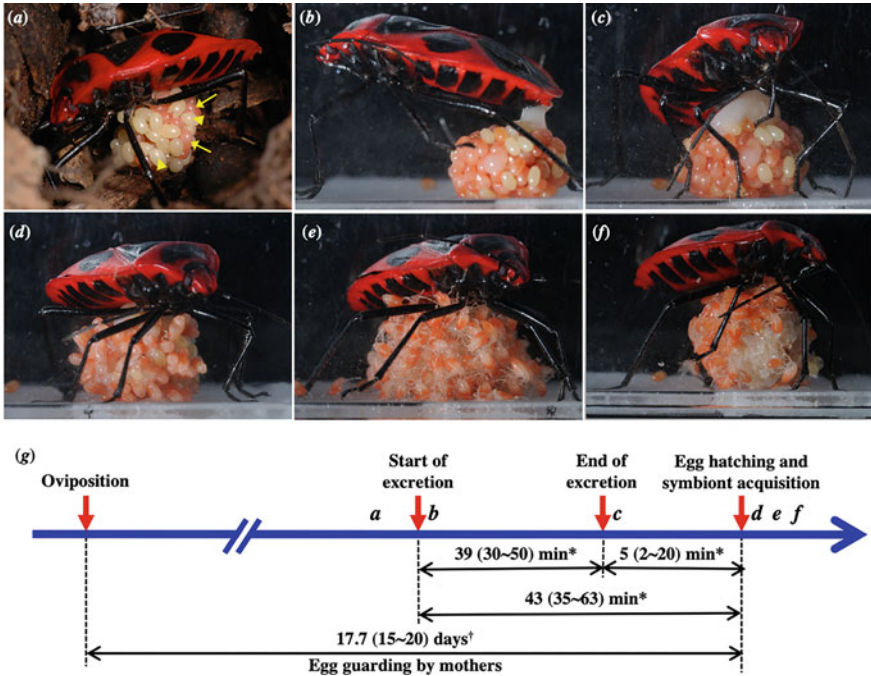 (a)
(b)
(c)
(d)
(e)
(f)
(g)
Oviposition
Start of
excretion
End of
excretion
Egg hatching and
symbiont acquisition
a
b
c
d e f
39 (30~50) min*
5 (2~20) min*
43 (35~63) min*
17.7 (15~20) days†
Egg guarding by mothers